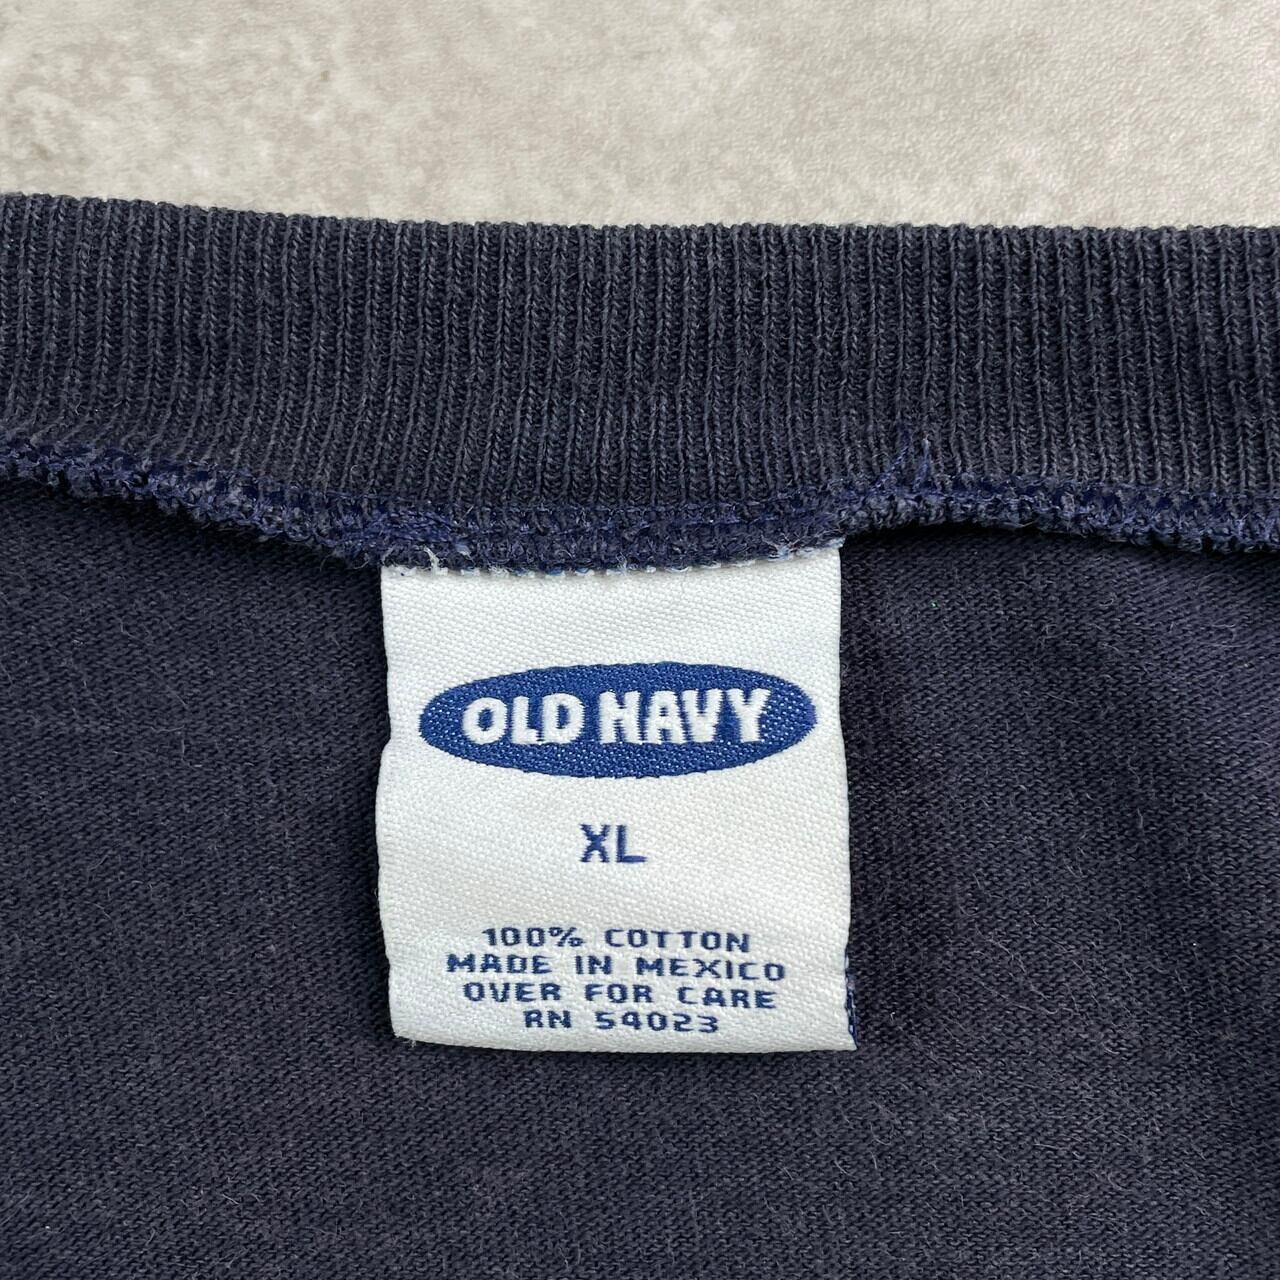 OLD NAVY
XL
100% COTTON
MADE IN MEXICO
OVER FOR CARE
RN 54023